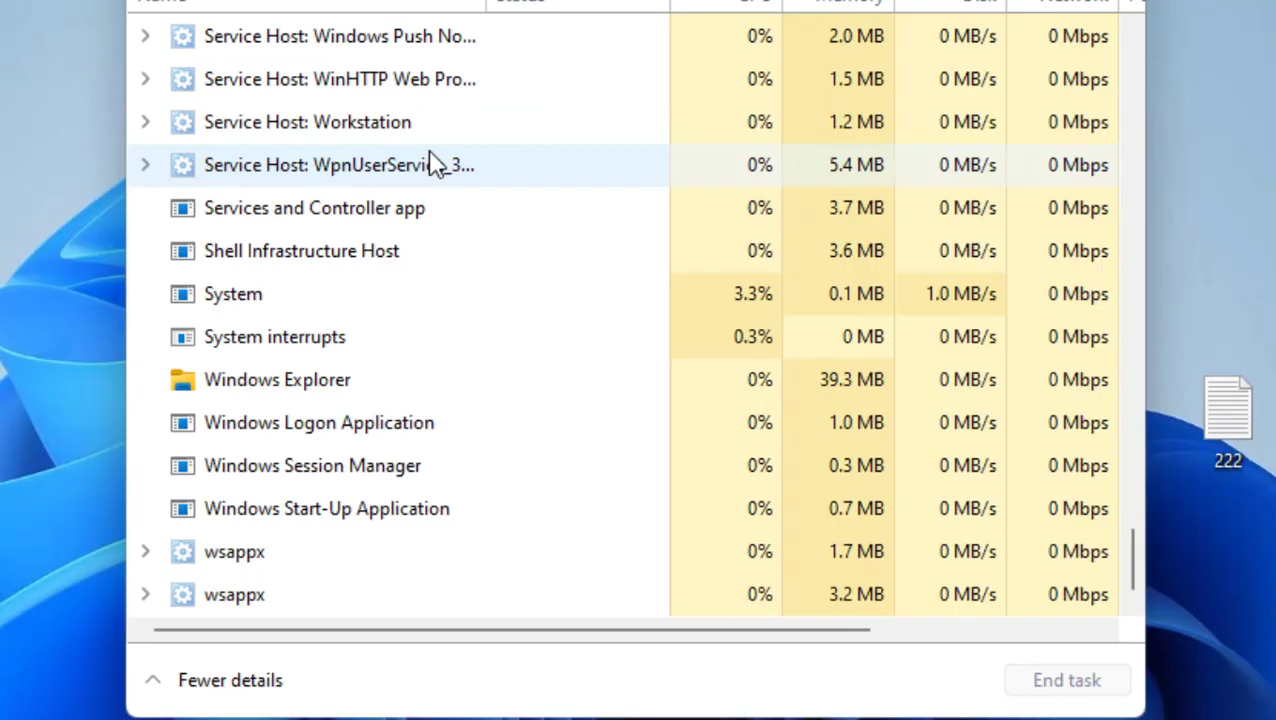 Name Status CPU Memory Disk Network
Service Host: Windows Push No... 0% 2.0 MB 0 MB/s 0 Mbps
Service Host: WinHTTP Web Pro... 0% 1.5 MB 0 MB/s 0 Mbps
Service Host: Workstation 0% 1.2 MB 0 MB/s 0 Mbps
Service Host: WpnUserService_3... 0% 5.4 MB 0 MB/s 0 Mbps
Services and Controller app 0% 3.7 MB 0 MB/s 0 Mbps
Shell Infrastructure Host 0% 3.6 MB 0 MB/s 0 Mbps
System 3.3% 0.1 MB 1.0 MB/s 0 Mbps
System interrupts 0.3% 0 MB 0 MB/s 0 Mbps
Windows Explorer 0% 39.3 MB 0 MB/s 0 Mbps
Windows Logon Application 0% 1.0 MB 0 MB/s 0 Mbps
Windows Session Manager 0% 0.3 MB 0 MB/s 0 Mbps
Windows Start-Up Application 0% 0.7 MB 0 MB/s 0 Mbps
wsappx 0% 1.7 MB 0 MB/s 0 Mbps
wsappx 0% 3.2 MB 0 MB/s 0 Mbps
Fewer details
End task
222